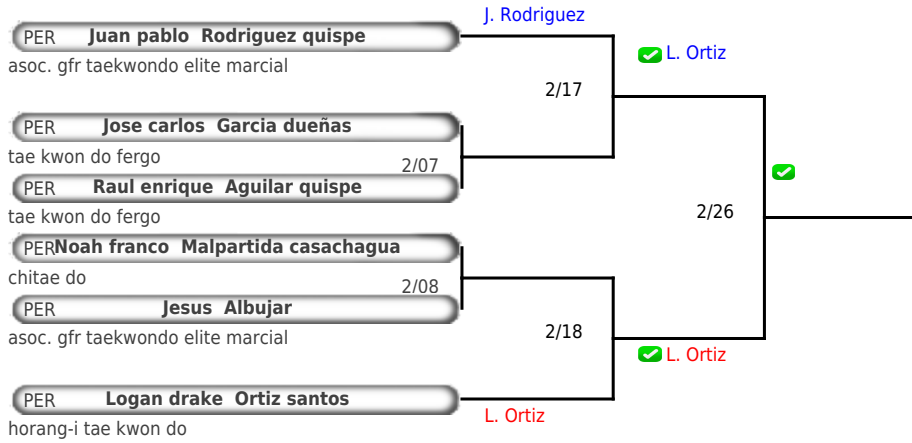 J. Rodriguez
PER Juan pablo Rodriguez quispe
asoc. gfr taekwondo elite marcial
L. Ortiz
2/17
PER Jose carlos Garcia dueñas
tae kwon do fergo
2/07
PER Raul enrique Aguilar quispe
tae kwon do fergo
2/26
PER Noah franco Malpartida casachagua
chitae do
2/08
PER Jesus Albujar
asoc. gfr taekwondo elite marcial
2/18
L. Ortiz
PER Logan drake Ortiz santos
horang-i tae kwon do
L. Ortiz